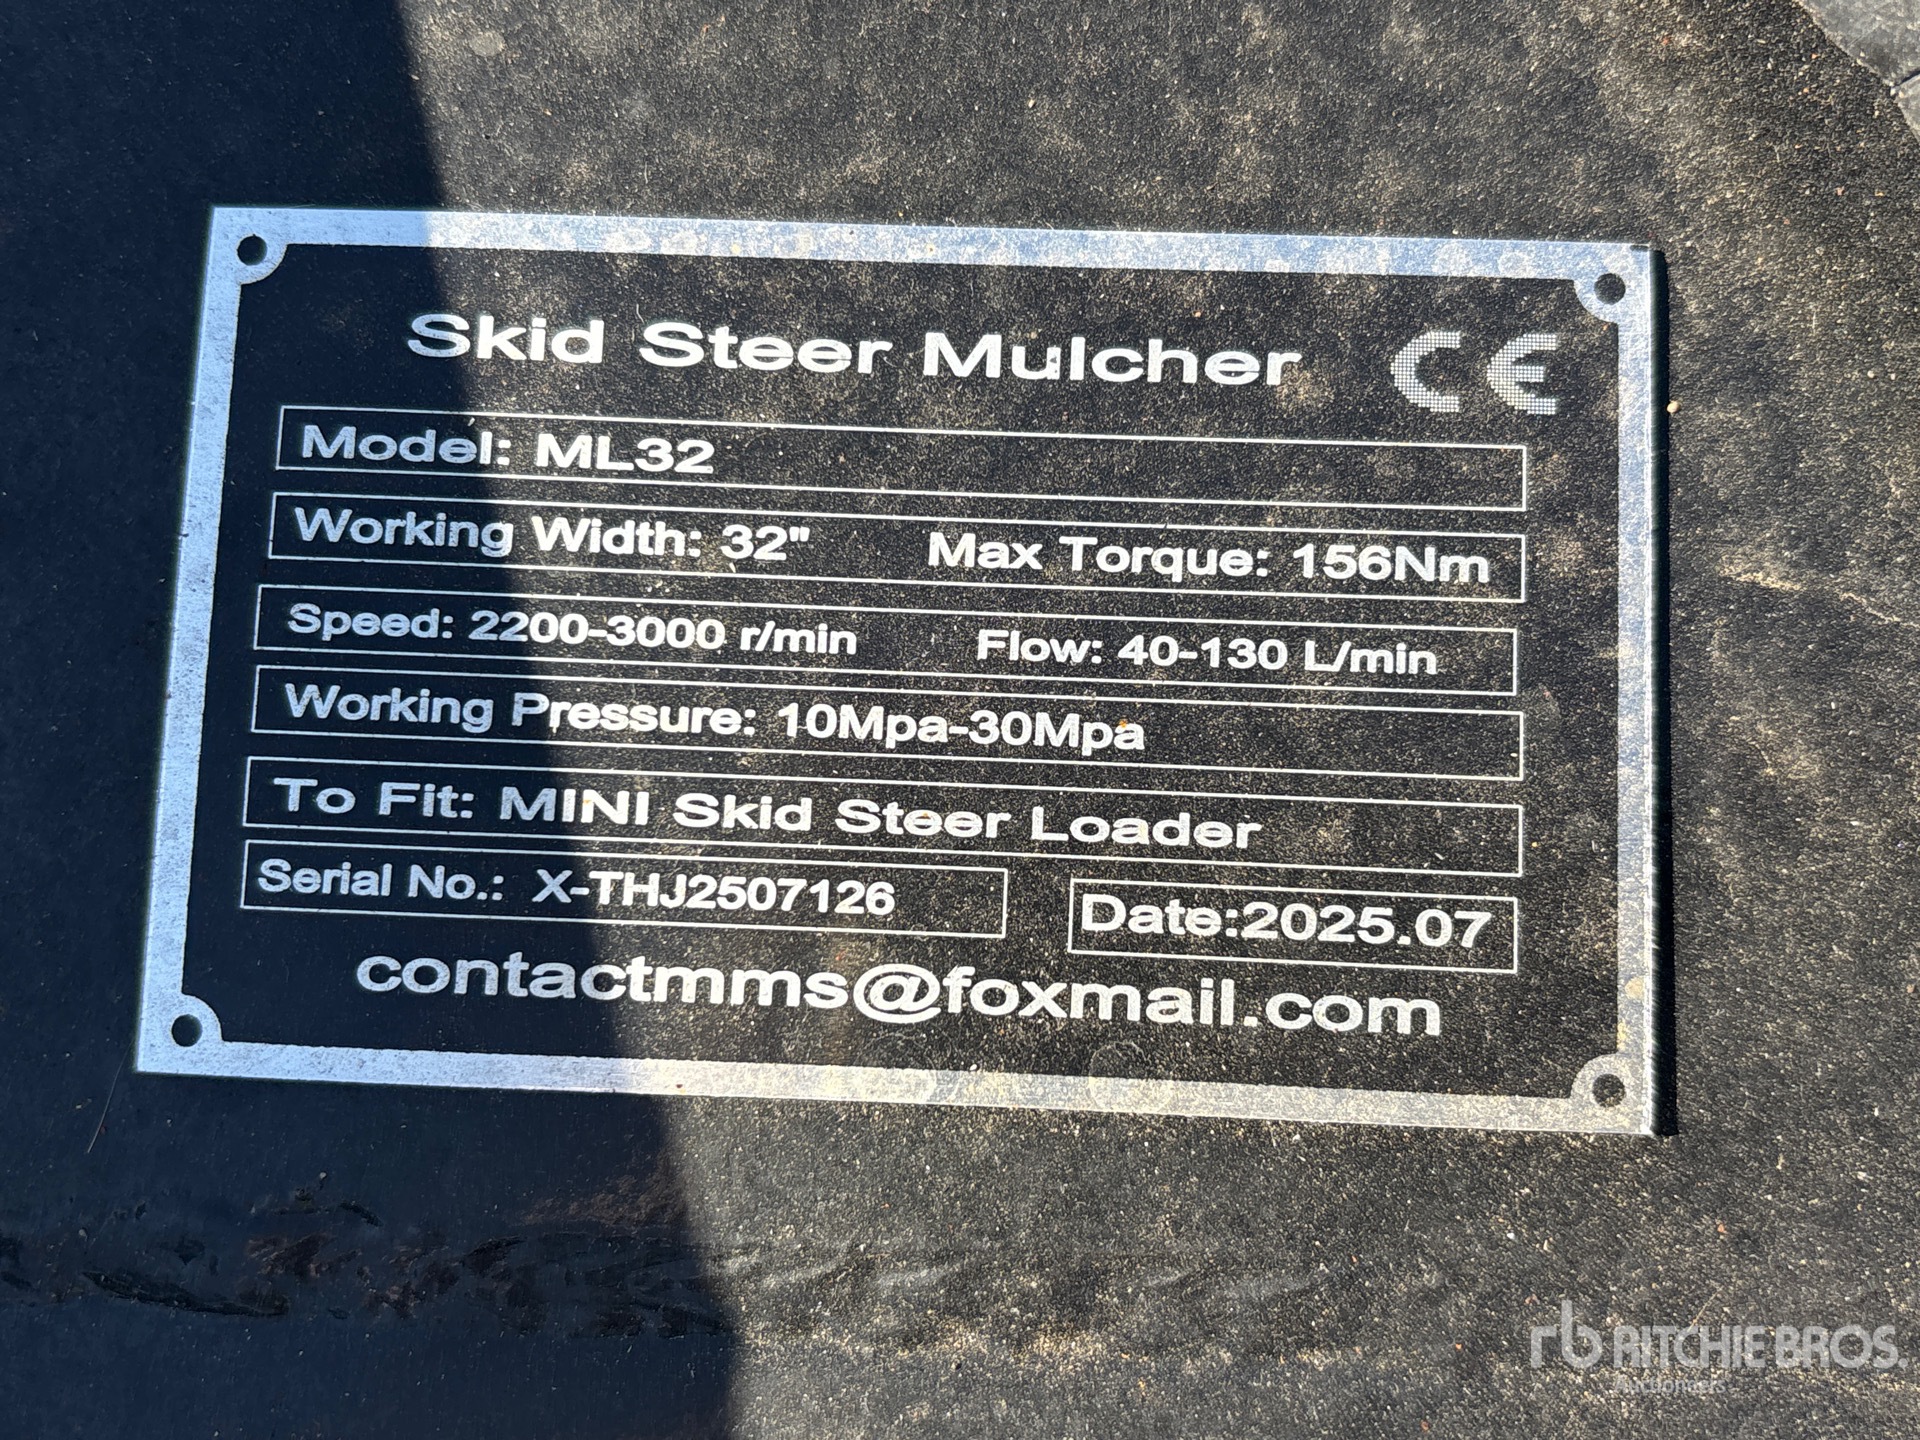 Skid Steer Mulcher CE
Model: ML32
Working Width: 32" Max Torque: 156Nm
Speed: 2200-3000 r/min Flow: 40-130 L/min
Working Pressure: 10Mpa-30Mpa
To Fit: MINI Skid Steer Loader
Serial No.: X-THJ2507126 Date:2025.07
contactmms@foxmail.com
rb RITCHIE BROS.
Auctioneers